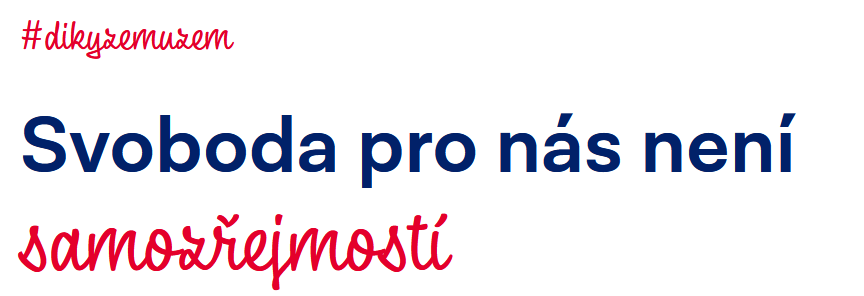 #dikyzemuzem
Svoboda pro nás není
samozřejmostí